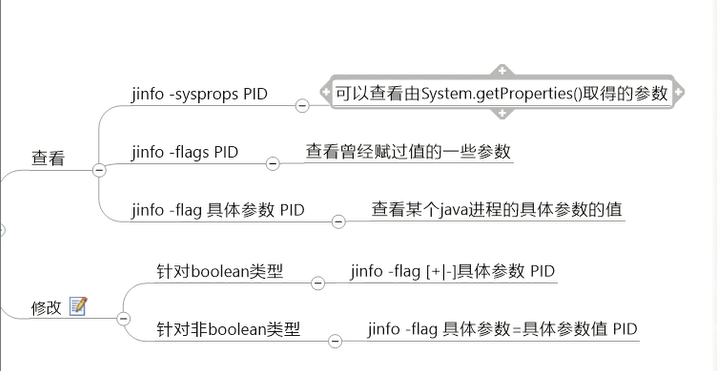 jinfo -sysprops PID
可以查看由System.getProperties()取得的参数
查看
jinfo -flags PID
查看曾经赋过值的一些参数
jinfo -flag 具体参数 PID
查看某个java进程的具体参数的值
修改
针对boolean类型
jinfo -flag [+|-]具体参数 PID
针对非boolean类型
jinfo -flag 具体参数=具体参数值 PID